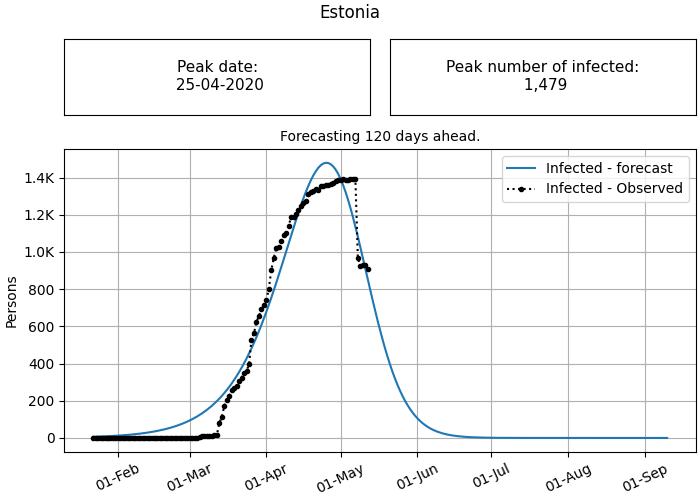 Estonia
Peak date:
25-04-2020
Peak number of infected:
1,479
Forecasting 120 days ahead.
Infected - forecast
Infected - Observed
Persons
1.4K
1.2K
1.0K
800
600
400
200
0
01-Feb
01-Mar
01-Apr
01-May
01-Jun
01-Jul
01-Aug
01-Sep